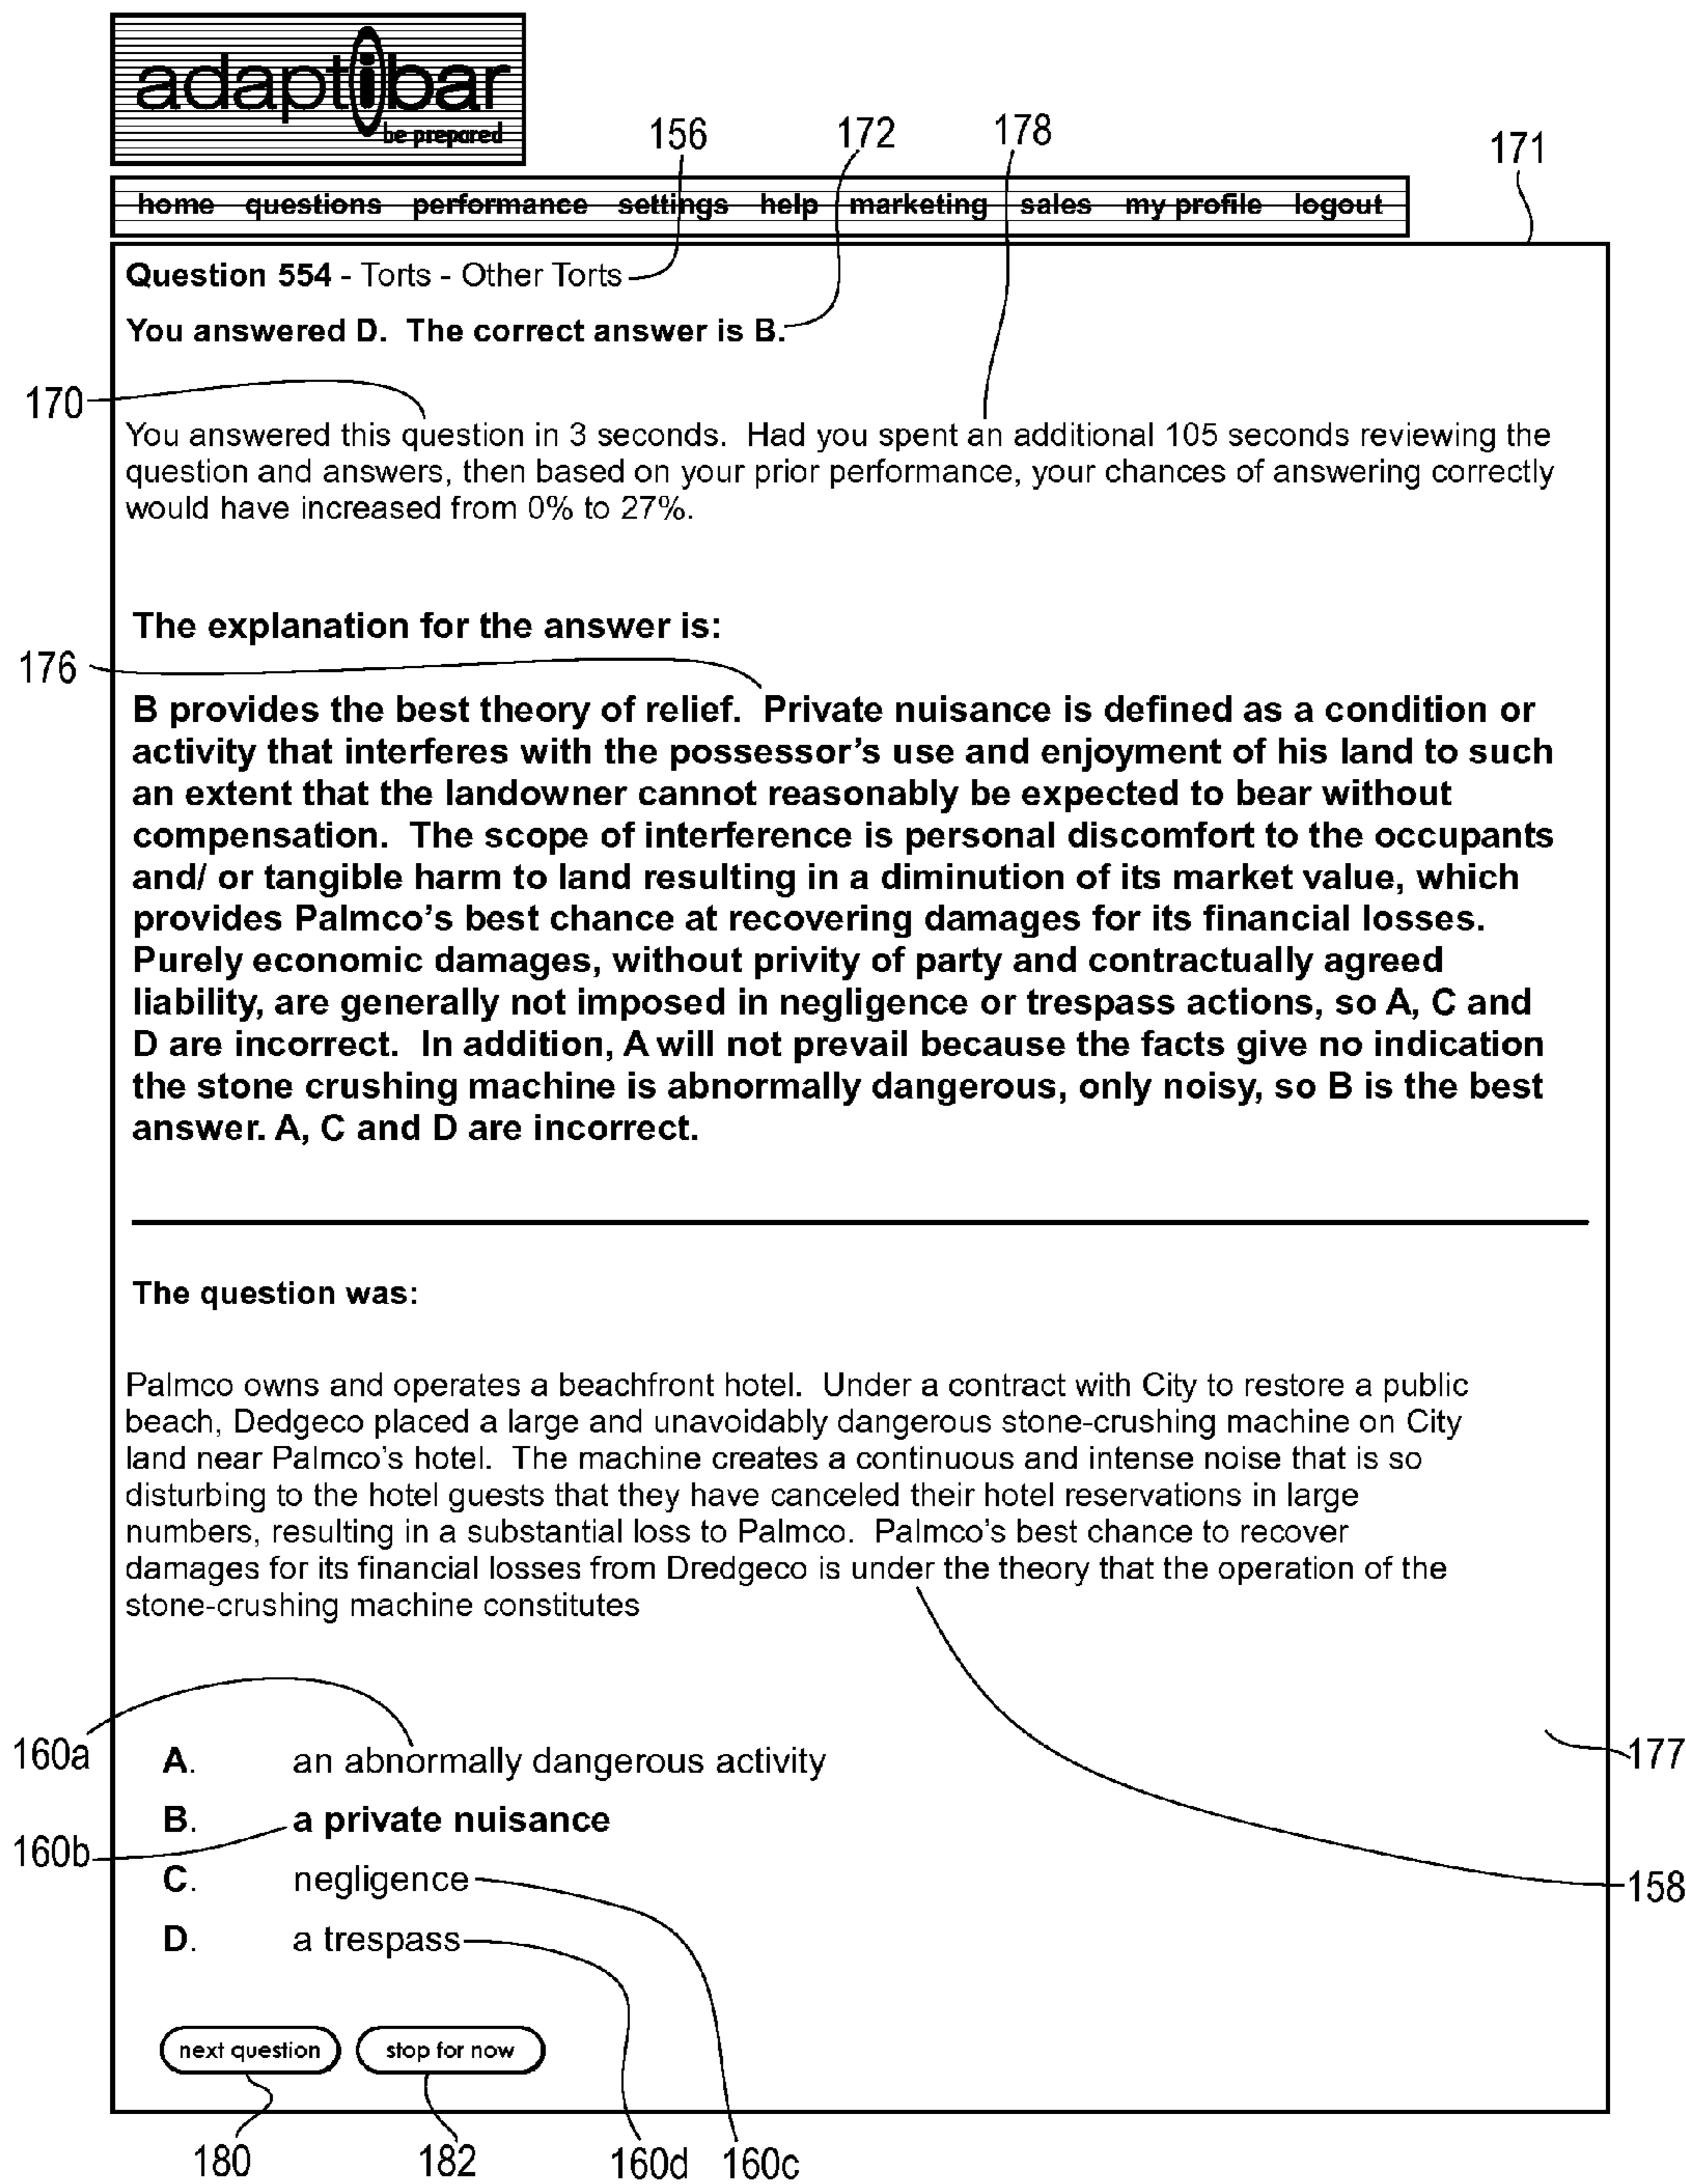 adaptibar
be prepared
156
172
178
171
home questions performance settings help marketing sales my profile logout
Question 554 - Torts - Other Torts
You answered D. The correct answer is B.
170
You answered this question in 3 seconds. Had you spent an additional 105 seconds reviewing the
question and answers, then based on your prior performance, your chances of answering correctly
would have increased from 0% to 27%.
The explanation for the answer is:
176
B provides the best theory of relief. Private nuisance is defined as a condition or
activity that interferes with the possessor's use and enjoyment of his land to such
an extent that the landowner cannot reasonably be expected to bear without
compensation. The scope of interference is personal discomfort to the occupants
and/ or tangible harm to land resulting in a diminution of its market value, which
provides Palmco's best chance at recovering damages for its financial losses.
Purely economic damages, without privity of party and contractually agreed
liability, are generally not imposed in negligence or trespass actions, so A, C and
D are incorrect. In addition, A will not prevail because the facts give no indication
the stone crushing machine is abnormally dangerous, only noisy, so B is the best
answer. A, C and D are incorrect.
The question was:
Palmco owns and operates a beachfront hotel. Under a contract with City to restore a public
beach, Dedgeco placed a large and unavoidably dangerous stone-crushing machine on City
land near Palmco's hotel. The machine creates a continuous and intense noise that is so
disturbing to the hotel guests that they have canceled their hotel reservations in large
numbers, resulting in a substantial loss to Palmco. Palmco's best chance to recover
damages for its financial losses from Dredgeco is under the theory that the operation of the
stone-crushing machine constitutes
160a
A. an abnormally dangerous activity
177
B. a private nuisance
160b
C. negligence
158
D. a trespass
next question
stop for now
180
182
160d
160c